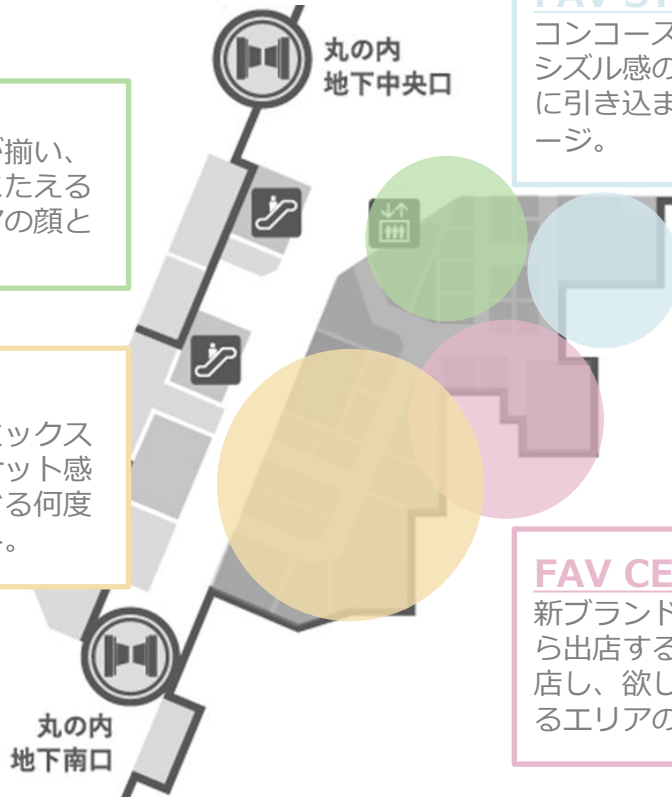 丸の内
地下中央口
コンコース
シズル感の
に引き込ま
ージ。
揃い、
たえる
の顔と
ミックス
ケット感
る何度
。
FAV CE
新ブランド
ら出店する
店し、欲し
るエリアの
丸の内
地下南口